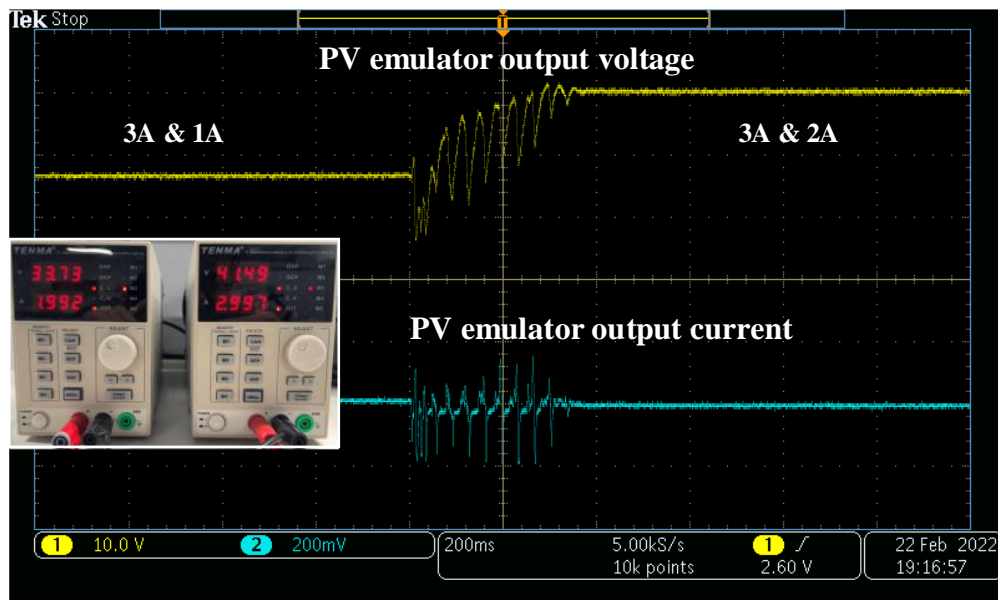 Tek Stop
T
PV emulator output voltage
3A & 1A
3A & 2A
TENMA
TENMA
V 33.73
A 1.992
V 41.49
A 2.997
ADJUST
ADJUST
PV emulator output current
1 10.0 V 2 200mV 200ms 5.00kS/s 1 22 Feb 2022
10k points 2.60 V 19:16:57